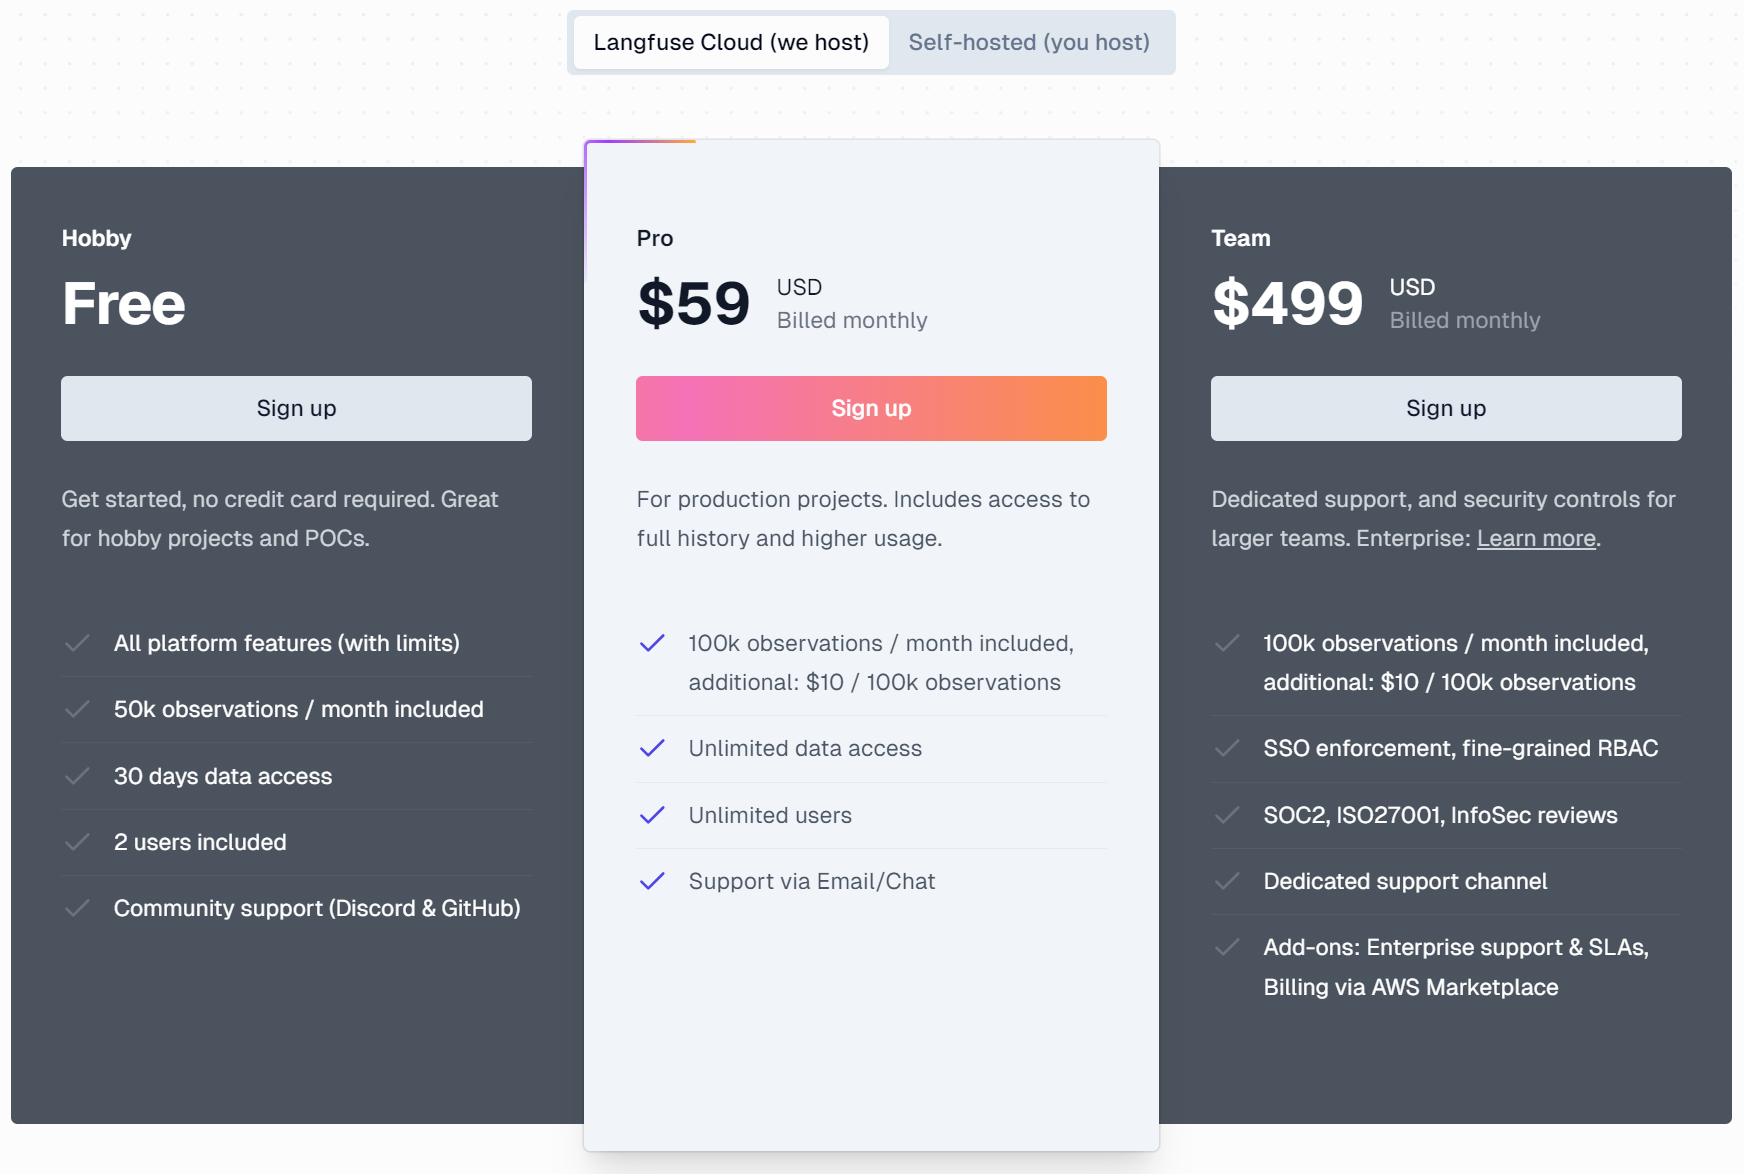 Langfuse Cloud (we host)
Self-hosted (you host)
Hobby
Free
Sign up
Get started, no credit card required. Great
for hobby projects and POCs.
All platform features (with limits)
50k observations / month included
30 days data access
2 users included
Community support (Discord & GitHub)
Pro
$59
USD
Billed monthly
Sign up
For production projects. Includes access to
full history and higher usage.
100k observations / month included,
additional: $10 / 100k observations
Unlimited data access
Unlimited users
Support via Email/Chat
Team
$499
USD
Billed monthly
Sign up
Dedicated support, and security controls for
larger teams. Enterprise: Learn more.
100k observations / month included,
additional: $10 / 100k observations
SSO enforcement, fine-grained RBAC
SOC2, ISO27001, InfoSec reviews
Dedicated support channel
Add-ons: Enterprise support & SLAs,
Billing via AWS Marketplace